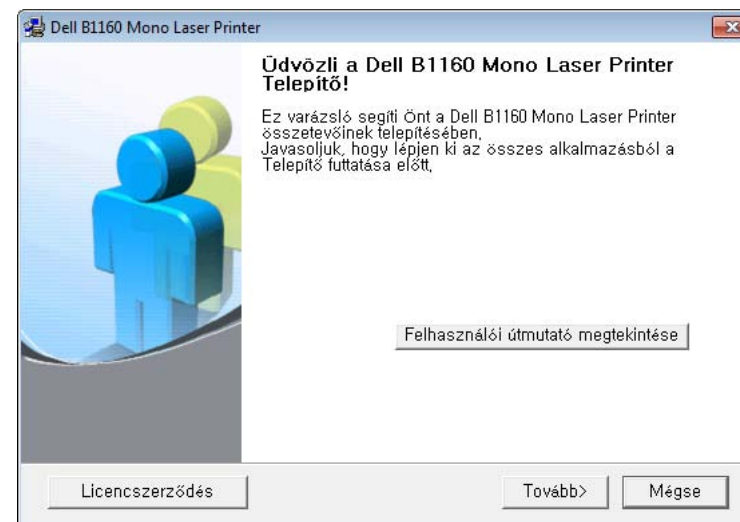 Dell B1160 Mono Laser Printer
Üdvözli a Dell B1160 Mono Laser Printer
Telepítő!
Ez varázsló segíti Önt a Dell B1160 Mono Laser Printer
összetevőinek telepítésében,
Javasoljuk, hogy lépjen ki az összes alkalmazásból a
Telepítő futtatása előtt,
Felhasználói útmutató megtekintése
Licencszerződés
Tovább>
Mégse